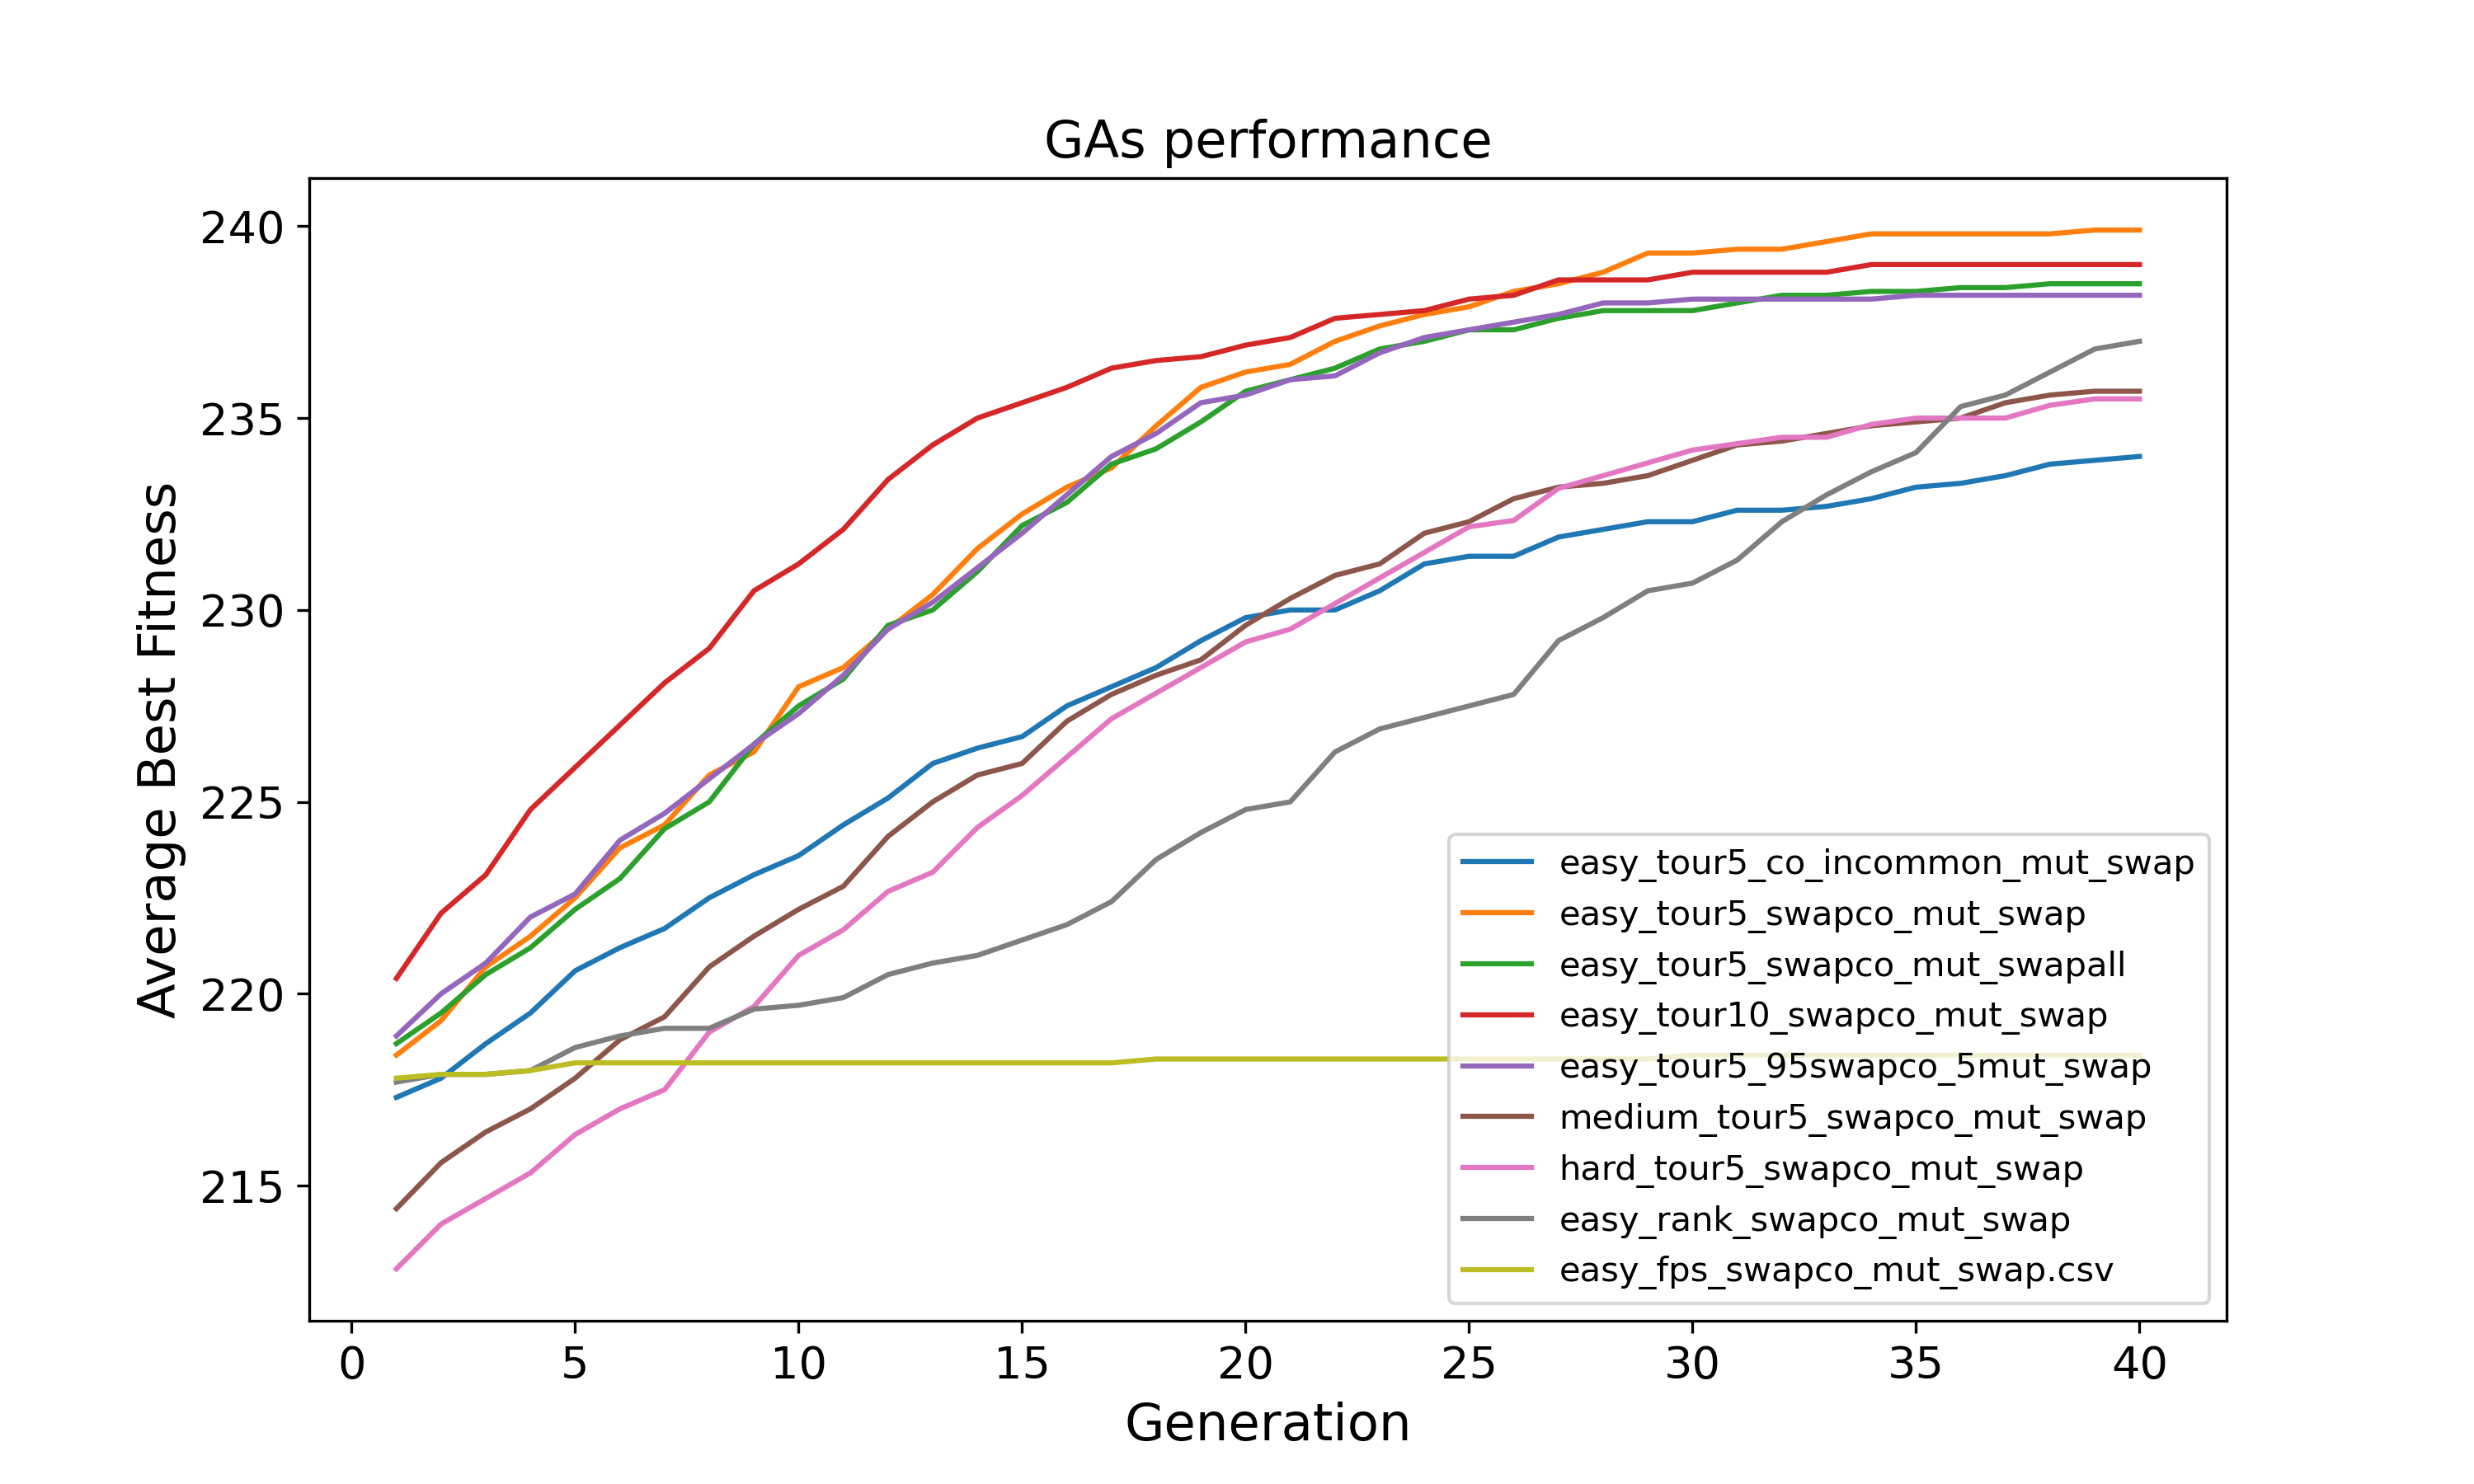 GAs performance
240
235
230
225
220
215
Average Best Fitness
easy_tour5_co_incommon_mut_swap
easy_tour5_swapco_mut_swap
easy_tour5_swapco_mut_swapall
easy_tour10_swapco_mut_swap
easy_tour5_95swapco_5mut_swap
medium_tour5_swapco_mut_swap
hard_tour5_swapco_mut_swap
easy_rank_swapco_mut_swap
easy_fps_swapco_mut_swap.csv
0 5 10 15 20 25 30 35 40
Generation